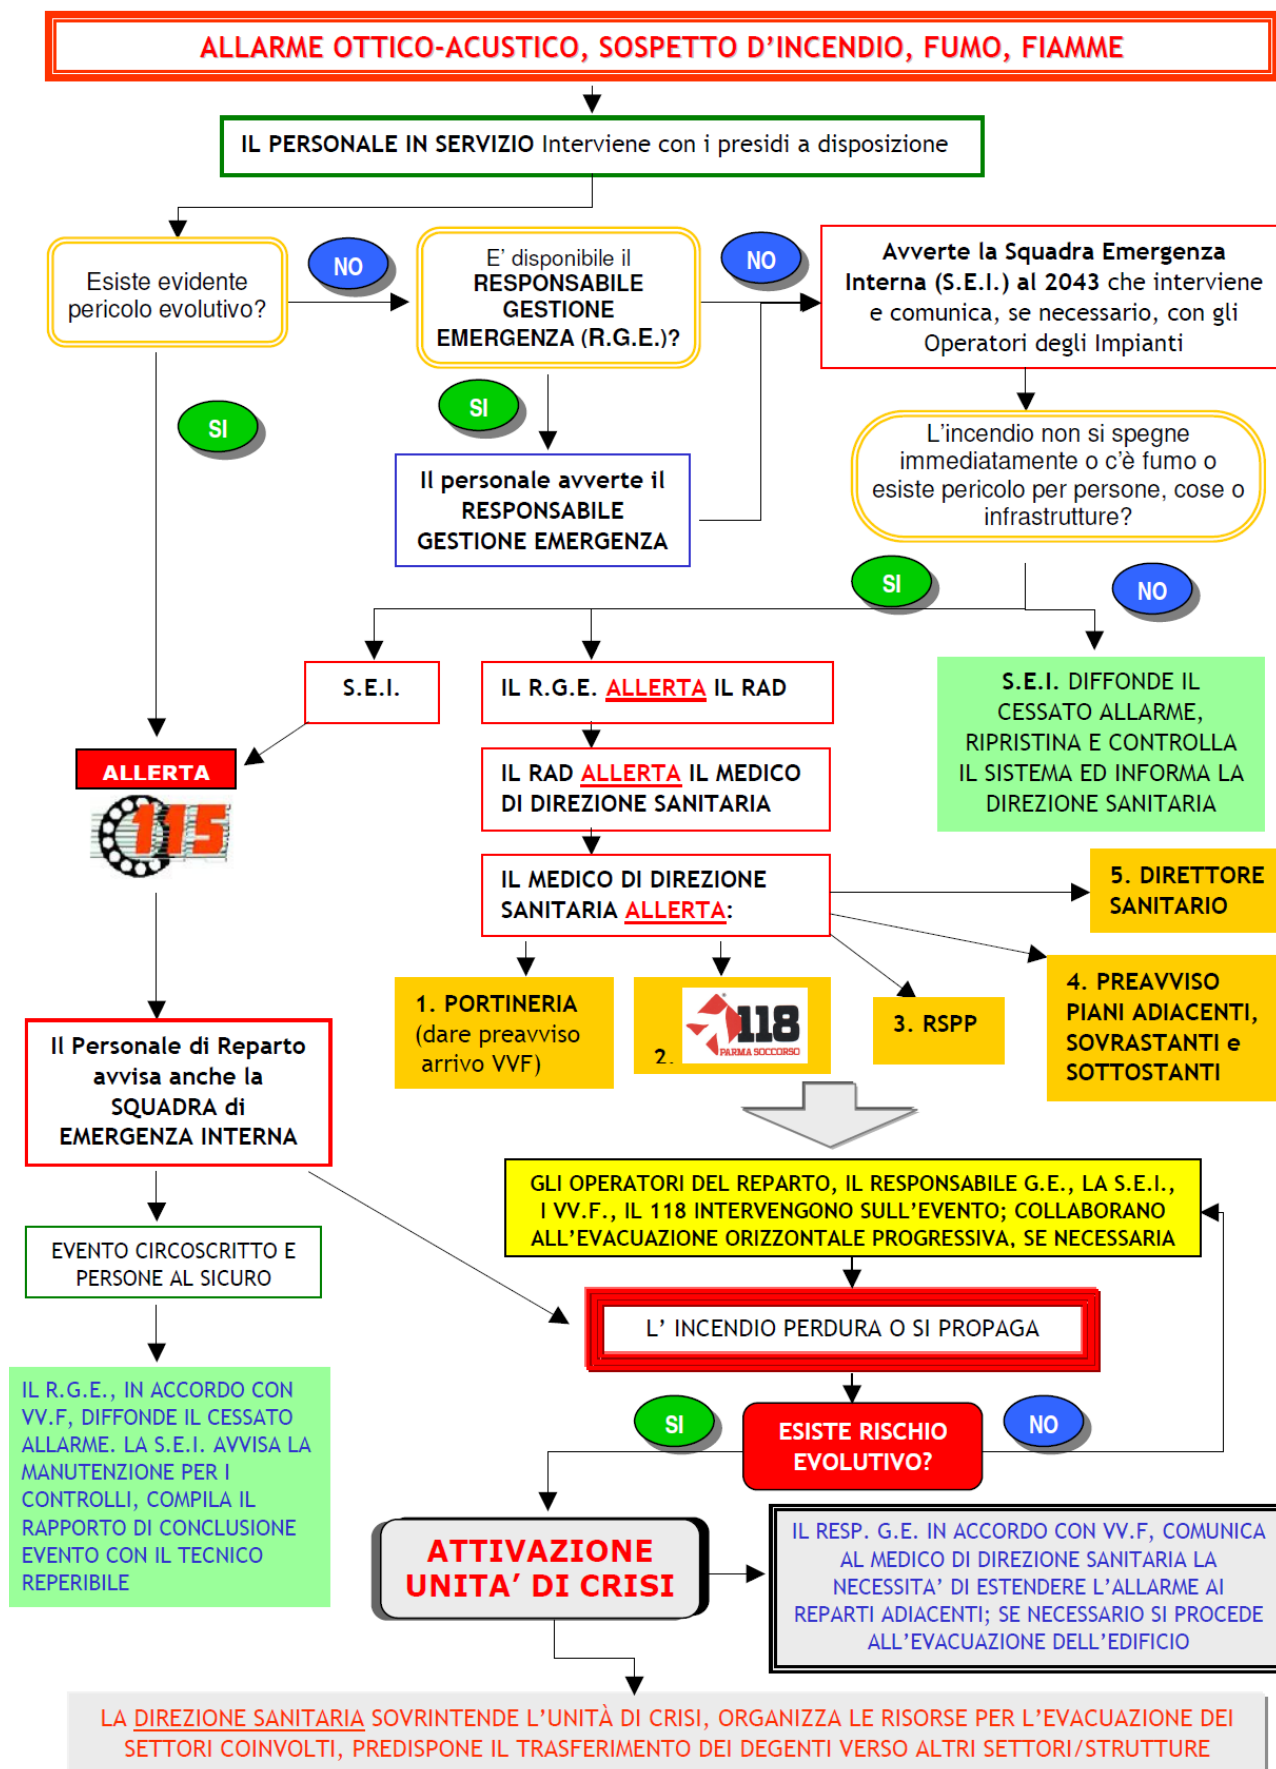 ALLARME OTTICO-ACUSTICO, SOSPETTO D'INCENDIO, FUMO, FIAMME
IL PERSONALE IN SERVIZIO Interviene con i presidi a disposizione
Esiste evidente
pericolo evolutivo?
NO
E' disponibile il
RESPONSABILE
GESTIONE
EMERGENZA (R.G.E.)?
NO
Avverte la Squadra Emergenza
Interna (S.E.I.) al 2043 che interviene
e comunica, se necessario, con gli
Operatori degli Impianti
SI
SI
Il personale avverte il
RESPONSABILE
GESTIONE EMERGENZA
L'incendio non si spegne
immediatamente o c'è fumo o
esiste pericolo per persone, cose o
infrastrutture?
SI
NO
S.E.I.
IL R.G.E. ALLERTA IL RAD
S.E.I. DIFFONDE IL
CESSATO ALLARME,
RIPRISTINA E CONTROLLA
IL SISTEMA ED INFORMA LA
DIREZIONE SANITARIA
ALLERTA
115
IL RAD ALLERTA IL MEDICO
DI DIREZIONE SANITARIA
IL MEDICO DI DIREZIONE
SANITARIA ALLERTA:
5. DIRETTORE
SANITARIO
1. PORTINERIA
(dare preavviso
arrivo VVF)
2.
118
PARMA SOCCORSO
3. RSPP
4. PREAVVISO
PIANI ADIACENTI,
SOVRASTANTI e
SOTTOSTANTI
Il Personale di Reparto
avvisa anche la
SQUADRA di
EMERGENZA INTERNA
GLI OPERATORI DEL REPARTO, IL RESPONSABILE G.E., LA S.E.I.,
I VV.F., IL 118 INTERVENGONO SULL'EVENTO; COLLABORANO
ALL'EVACUAZIONE ORIZZONTALE PROGRESSIVA, SE NECESSARIA
EVENTO CIRCOSCRITTO E
PERSONE AL SICURO
L' INCENDIO PERDURA O SI PROPAGA
IL R.G.E., IN ACCORDO CON
VV.F, DIFFONDE IL CESSATO
ALLARME. LA S.E.I. AVVISA LA
MANUTENZIONE PER I
CONTROLLI, COMPILA IL
RAPPORTO DI CONCLUSIONE
EVENTO CON IL TECNICO
REPERIBILE
SI
ESISTE RISCHIO
EVOLUTIVO?
NO
ATTIVAZIONE
UNITA' DI CRISI
IL RESP. G.E. IN ACCORDO CON VV.F, COMUNICA
AL MEDICO DI DIREZIONE SANITARIA LA
NECESSITA' DI ESTENDERE L'ALLARME AI
REPARTI ADIACENTI; SE NECESSARIO SI PROCEDE
ALL'EVACUAZIONE DELL'EDIFICIO
LA DIREZIONE SANITARIA SOVRINTENDE L'UNITÀ DI CRISI, ORGANIZZA LE RISORSE PER L'EVACUAZIONE DEI
SETTORI COINVOLTI, PREDISPONE IL TRASFERIMENTO DEI DEGENTI VERSO ALTRI SETTORI/STRUTTURE